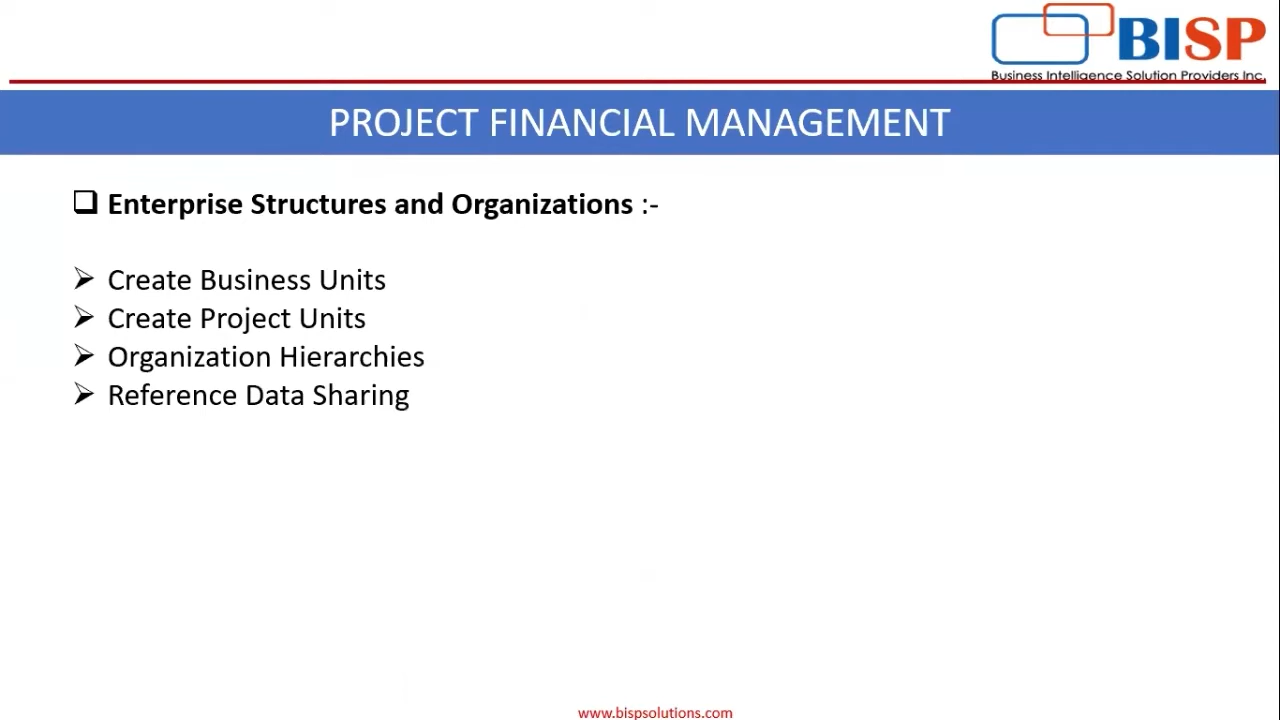 BISP
Business Intelligence Solution Providers Inc.
PROJECT FINANCIAL MANAGEMENT
Enterprise Structures and Organizations :-
Create Business Units
Create Project Units
Organization Hierarchies
Reference Data Sharing
www.bispsolutions.com